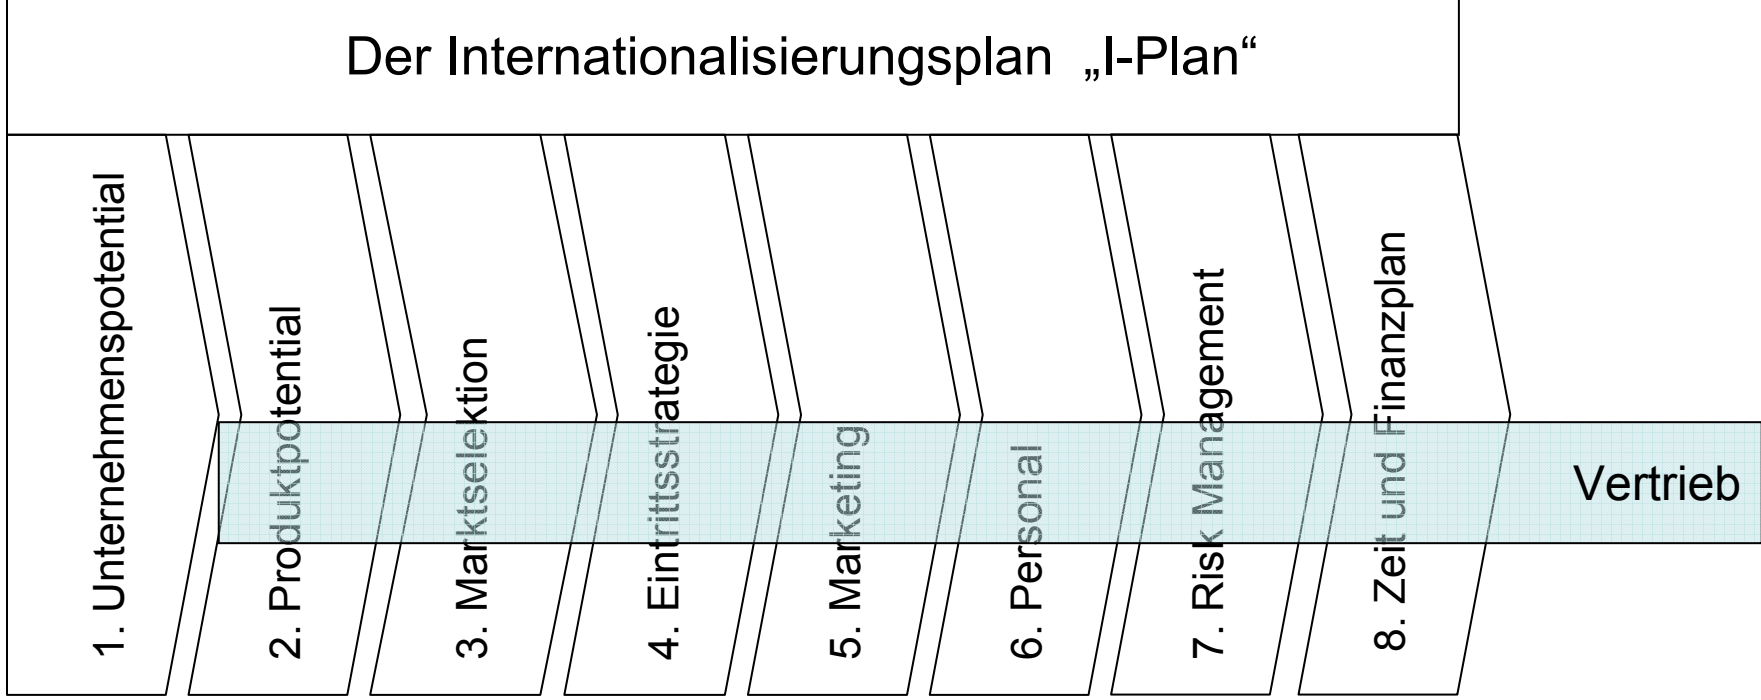 Der Internationalisierungsplan „I-Plan“
1. Unternehmenspotential
2. Produktpotential
3. Marktselektion
4. Eintrittsstrategie
5. Marketing
6. Personal
7. Risk Management
8. Zeit und Finanzplan
Vertrieb